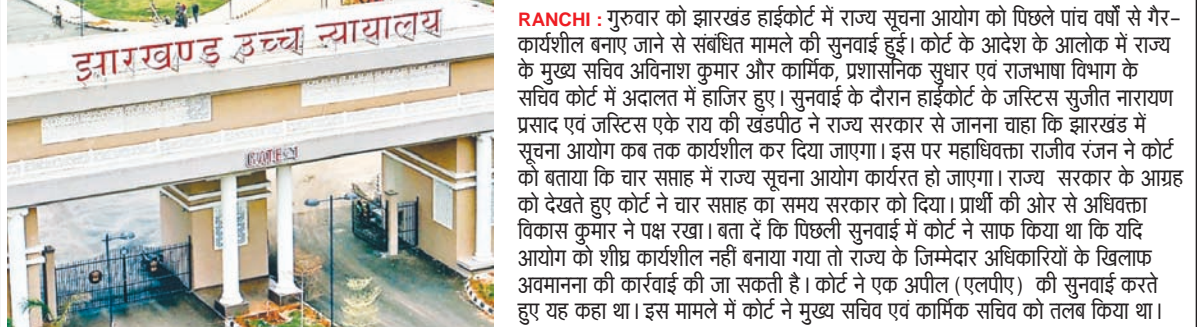 झारखण्ड उच्च न्यायालय
RANCHI : गुरुवार को झारखंड हाईकोर्ट में राज्य सूचना आयोग को पिछले पांच वर्षों से गैर-
कार्यशील बनाए जाने से संबंधित मामले की सुनवाई हुई। कोर्ट के आदेश के आलोक में राज्य
के मुख्य सचिव अविनाश कुमार और कार्मिक, प्रशासनिक सुधार एवं राजभाषा विभाग के
सचिव कोर्ट में अदालत में हाजिर हुए। सुनवाई के दौरान हाईकोर्ट के जस्टिस सुजीत नारायण
प्रसाद एवं जस्टिस एके राय की खंडपीठ ने राज्य सरकार से जानना चाहा कि झारखंड में
सूचना आयोग कब तक कार्यशील कर दिया जाएगा। इस पर महाधिवक्ता राजीव रंजन ने कोर्ट
को बताया कि चार सप्ताह में राज्य सूचना आयोग कार्यरत हो जाएगा। राज्य सरकार के आग्रह
को देखते हुए कोर्ट ने चार सप्ताह का समय सरकार को दिया। प्रार्थी की ओर से अधिवक्ता
विकास कुमार ने पक्ष रखा। बता दें कि पिछली सुनवाई में कोर्ट ने साफ किया था कि यदि
आयोग को शीघ्र कार्यशील नहीं बनाया गया तो राज्य के जिम्मेदार अधिकारियों के खिलाफ
अवमानना की कार्रवाई की जा सकती है। कोर्ट ने एक अपील (एलपीए) की सुनवाई करते
हुए यह कहा था। इस मामले में कोर्ट ने मुख्य सचिव एवं कार्मिक सचिव को तलब किया था।